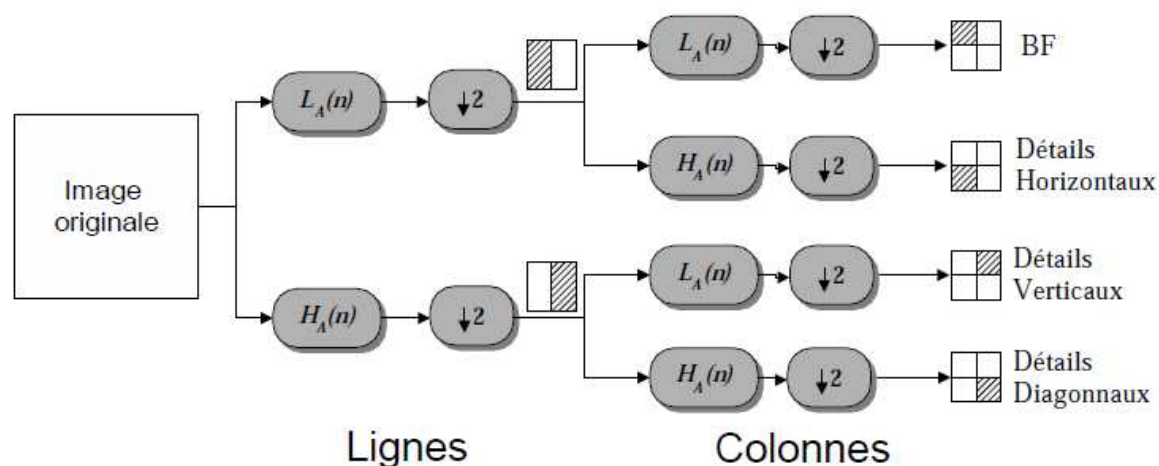 L_A(n)
↓2
BF
H_A(n)
↓2
Détails
Horizontaux
L_A(n)
↓2
Image
originale
H_A(n)
↓2
L_A(n)
↓2
Détails
Verticaux
H_A(n)
↓2
Détails
Diagonnaux
Lignes
Colonnes